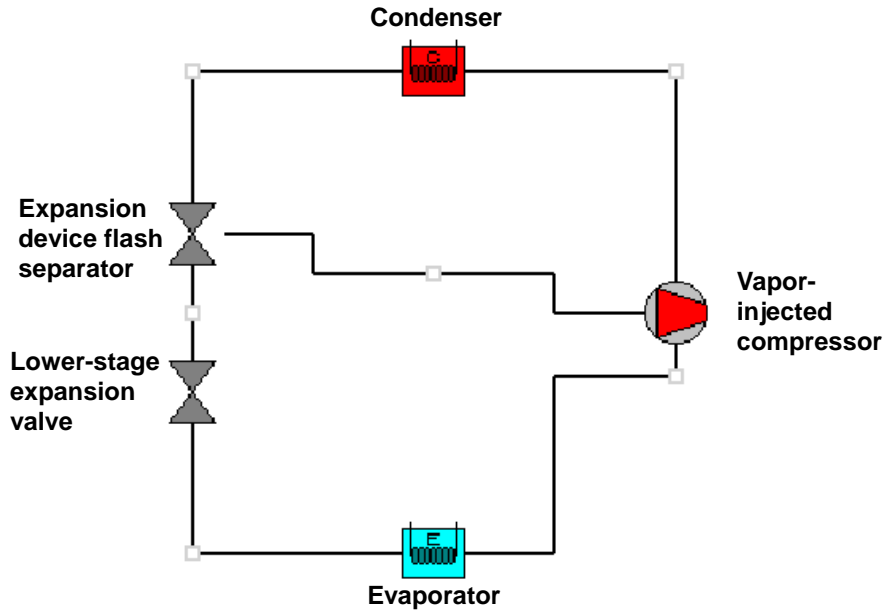 Condenser
C
Expansion
device flash
separator
Vapor-
injected
compressor
Lower-stage
expansion
valve
E
Evaporator